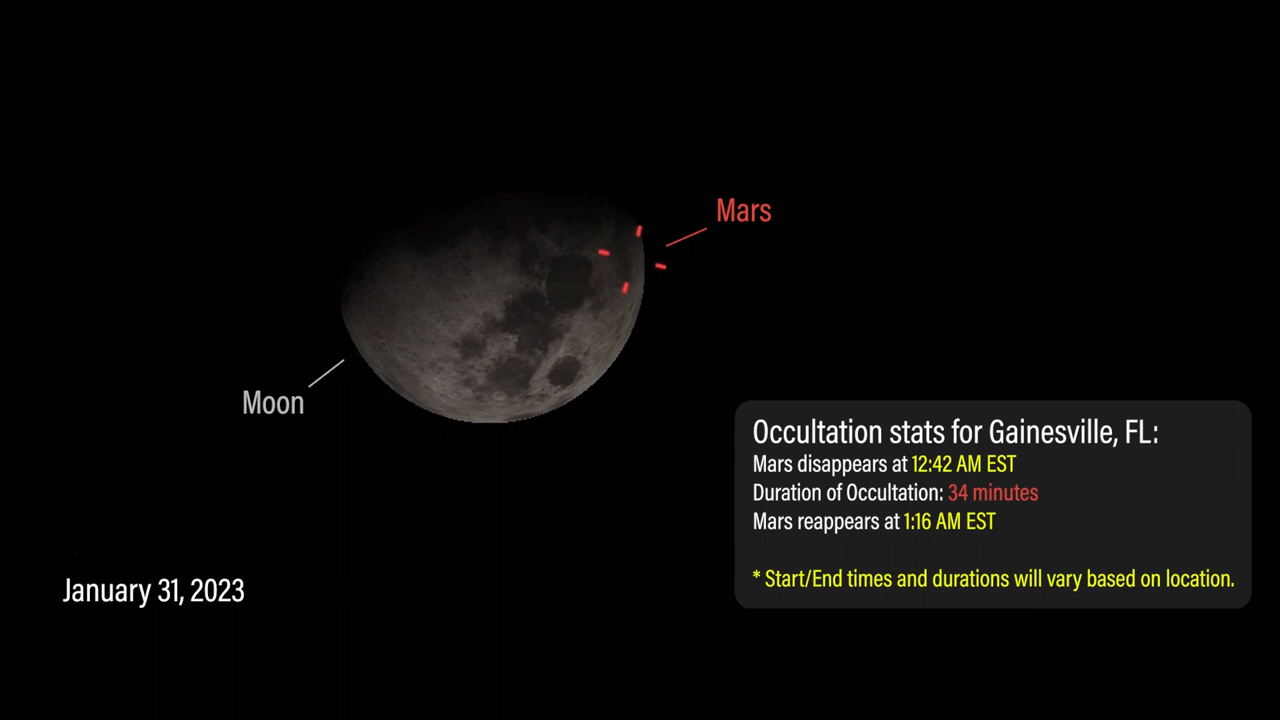 Mars
Moon
Occultation stats for Gainesville, FL:
Mars disappears at 12:42 AM EST
Duration of Occultation: 34 minutes
Mars reappears at 1:16 AM EST
* Start/End times and durations will vary based on location.
January 31, 2023